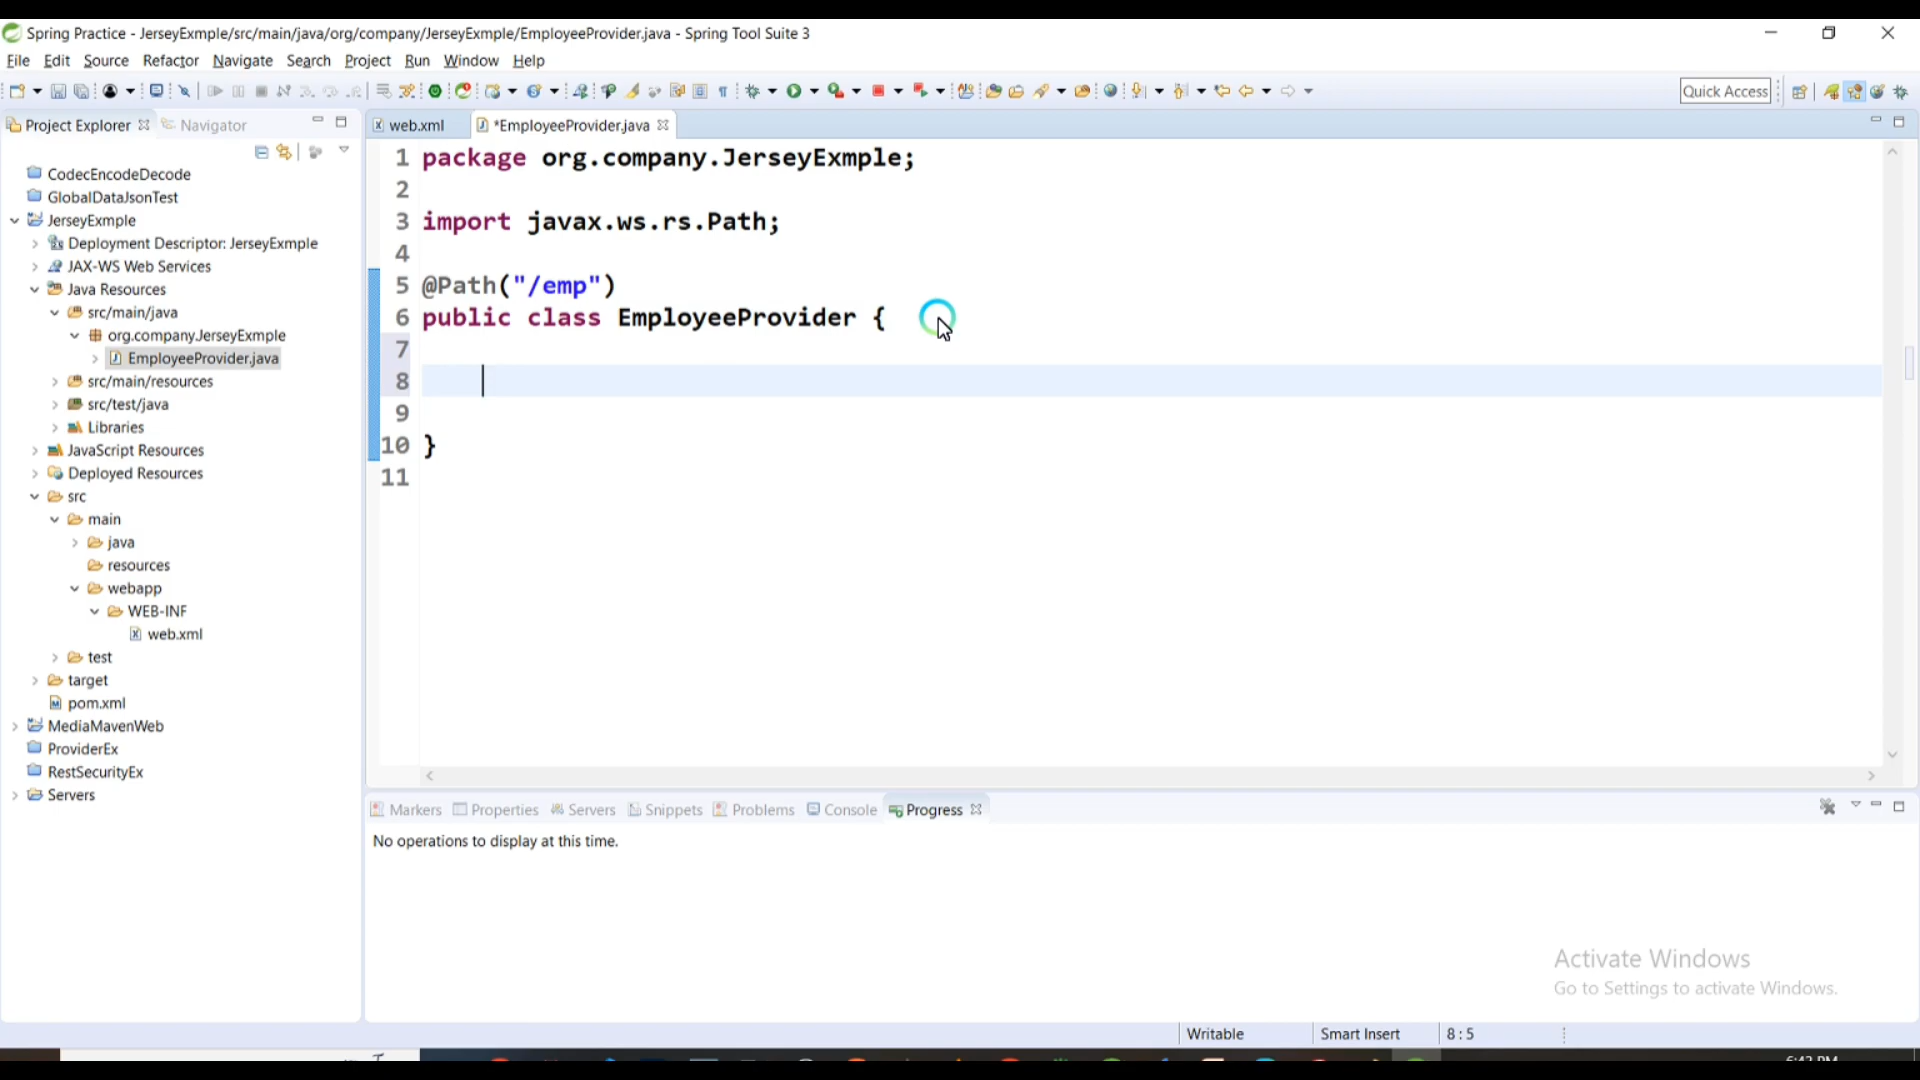 Spring Practice - JerseyExmple/src/main/java/org/company/JerseyExmple/EmployeeProvider.java - Spring Tool Suite 3
File Edit Source Refactor Navigate Search Project Run Window Help
Quick Access
Project Explorer Navigator
web.xml *EmployeeProvider.java
CodecEncodeDecode
GlobalDataJsonTest
JerseyExmple
Deployment Descriptor: JerseyExmple
JAX-WS Web Services
Java Resources
src/main/java
org.company.JerseyExmple
EmployeeProvider.java
src/main/resources
src/test/java
Libraries
JavaScript Resources
Deployed Resources
src
main
java
resources
webapp
WEB-INF
web.xml
test
target
pom.xml
MediaMavenWeb
ProviderEx
RestSecurityEx
Servers
1 package org.company.JerseyExmple;
2
3 import javax.ws.rs.Path;
4
5 @Path("/emp")
6 public class EmployeeProvider {
7
8
9
10 }
11
Markers Properties Servers Snippets Problems Console Progress
No operations to display at this time.
Activate Windows
Go to Settings to activate Windows.
Writable Smart Insert 8 : 5